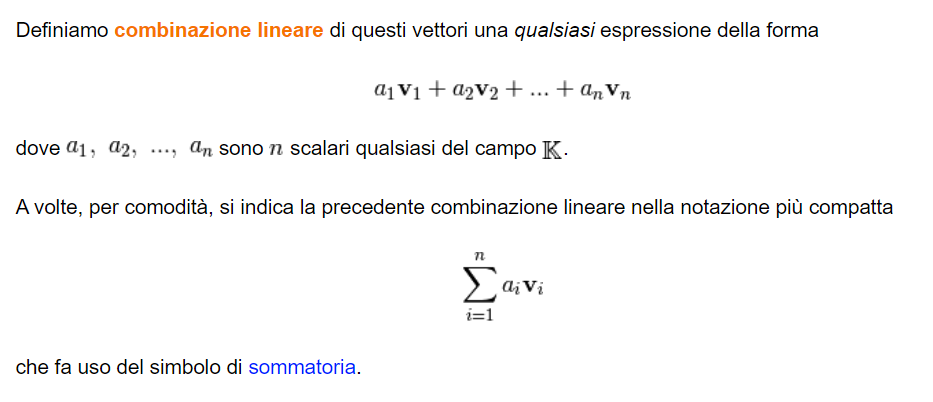 Definiamo combinazione lineare di questi vettori una qualsiasi espressione della forma
a₁v₁ + a₂v₂ + ... + aₙvₙ
dove a₁, a₂, ..., aₙ sono n scalari qualsiasi del campo 𝕂.
A volte, per comodità, si indica la precedente combinazione lineare nella notazione più compatta
n
∑ aᵢvᵢ
i=1
che fa uso del simbolo di sommatoria.